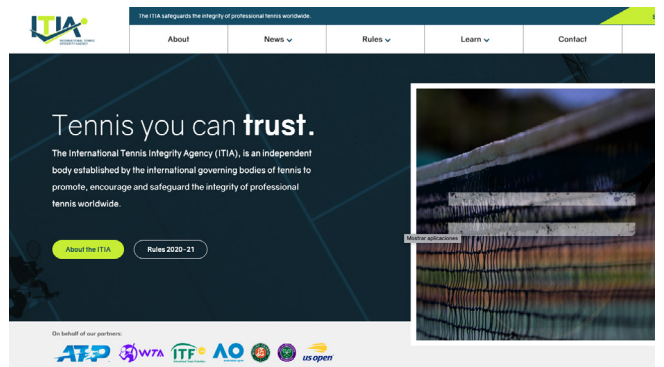 ITIA
INTERNATIONAL TENNIS
INTEGRITY AGENCY
The ITIA safeguards the integrity of professional tennis worldwide.
About
News
Rules
Learn
Contact
Tennis you can trust.
The International Tennis Integrity Agency (ITIA), is an independent
body established by the international governing bodies of tennis to
promote, encourage and safeguard the integrity of professional
tennis worldwide.
About the ITIA
Rules 2020-21
Mostrar aplicaciones
On behalf of our partners:
ATP
WTA
ITF
AO
us open